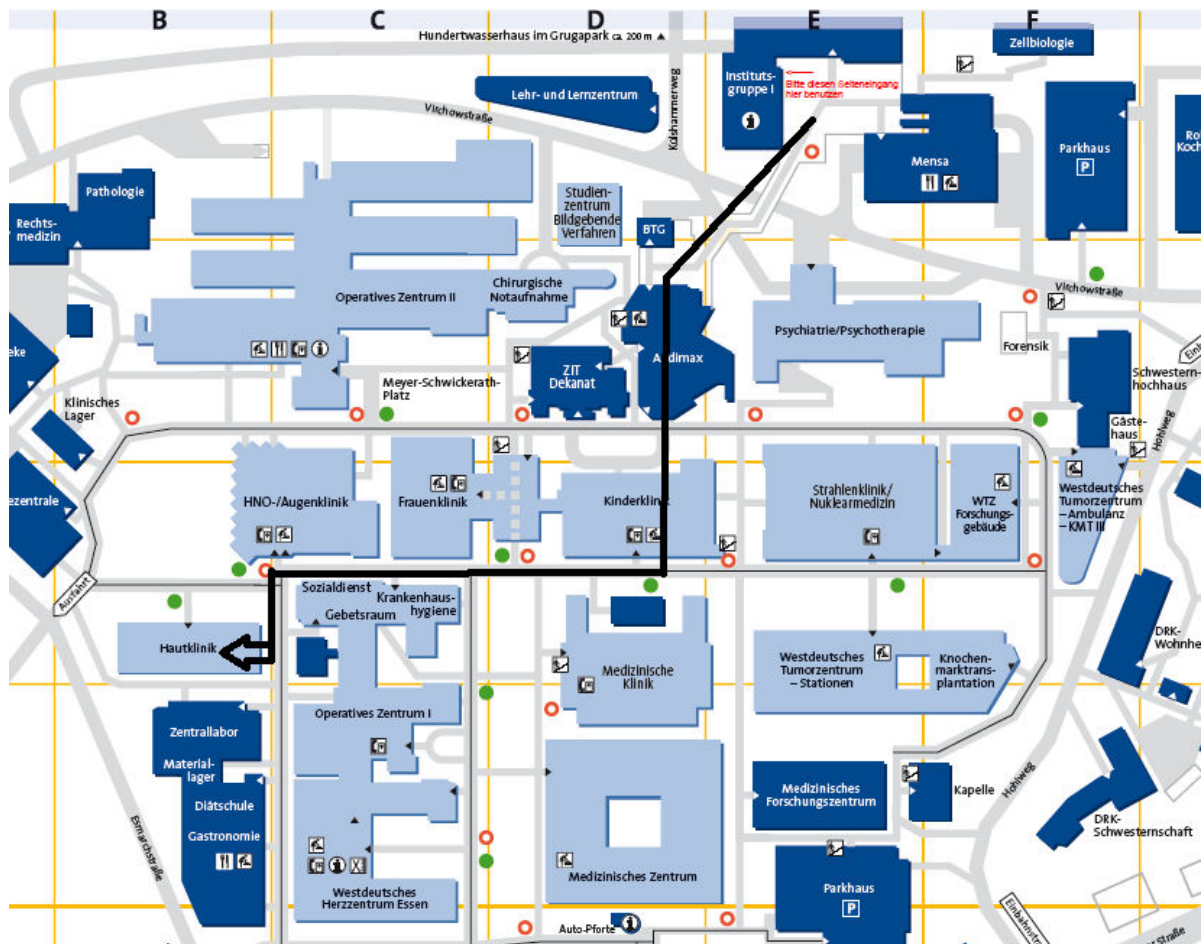 B
C
D
E
F
Hundertwasserhaus im Grugapark ca. 200 m
Zellbiologie
Instituts-
gruppe I
Bitte diesen Seiteneingang
hier benutzen
Lehr- und Lernzentrum
Virchowstraße
Külshammerweg
Parkhaus
P
Mensa
Pathologie
Rechts-
medizin
Studien-
zentrum
Bildgebende
Verfahren
BTG
Chirurgische
Notaufnahme
Operatives Zentrum II
Virchowstraße
Psychiatrie/Psychotherapie
Forensik
Audimax
ZIT
Dekanat
Schwestern-
hochhaus
Meyer-Schwickerath-
Platz
Klinisches
Lager
Gäste-
haus
Hohlweg
HNO-/Augenklinik
Frauenklinik
Kinderklinik
Strahlenklinik/
Nuklearmedizin
WTZ
Forschungs-
gebäude
Westdeutsches
Tumorzentrum
– Ambulanz
– KMT III
Ausfahrt
Sozialdienst
Krankenhaus-
hygiene
Gebetsraum
Hautklinik
Medizinische
Klinik
Westdeutsches
Tumorzentrum
– Stationen
Knochen-
marktrans-
plantation
Operatives Zentrum I
Zentrallabor
Material-
lager
Diätschule
Gastronomie
Esmarchstraße
Medizinisches
Forschungszentrum
Kapelle
Hohlweg
DRK-
Schwesternschaft
Medizinisches Zentrum
Westdeutsches
Herzzentrum Essen
Parkhaus
P
Auto-Pforte